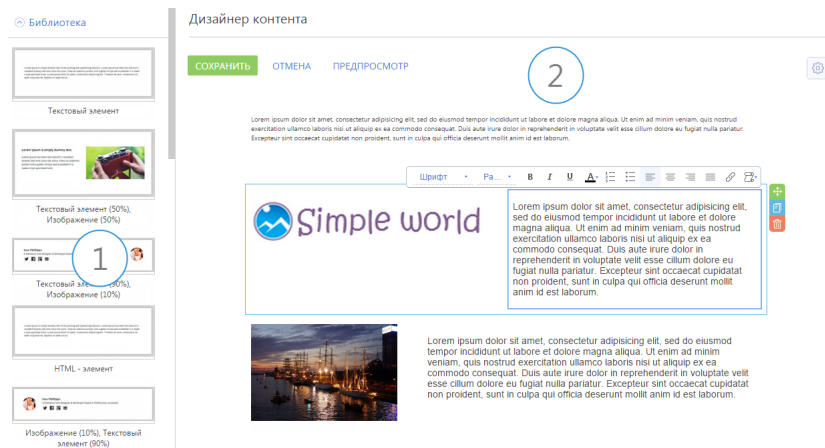 Библиотека
Дизайнер контента
СОХРАНИТЬ ОТМЕНА ПРЕДПРОСМОТР
2
Текстовый элемент
Текстовый элемент (50%),
Изображение (50%)
1
90%),
Изображение (10%)
HTML - элемент
Изображение (10%), Текстовый
элемент (90%)
Lorem ipsum dolor sit amet, consectetur adipisicing elit, sed do eiusmod tempor incididunt ut labore et dolore magna aliqua. Ut enim ad minim veniam, quis nostrud
exercitation ullamco laboris nisi ut aliquip ex ea commodo consequat. Duis aute irure dolor in reprehenderit in voluptate velit esse cillum dolore eu fugiat nulla pariatur.
Excepteur sint occaecat cupidatat non proident, sunt in culpa qui officia deserunt mollit anim id est laborum.
Шрифт Ра... B I U A
Simple world
Lorem ipsum dolor sit amet, consectetur adipisicing elit,
sed do eiusmod tempor incididunt ut labore et dolore
magna aliqua. Ut enim ad minim veniam, quis nostrud
exercitation ullamco laboris nisi ut aliquip ex ea
commodo consequat. Duis aute irure dolor in
reprehenderit in voluptate velit esse cillum dolore eu
fugiat nulla pariatur. Excepteur sint occaecat cupidatat
non proident, sunt in culpa qui officia deserunt mollit
anim id est laborum.
Lorem ipsum dolor sit amet, consectetur adipisicing elit, sed do eiusmod
tempor incididunt ut labore et dolore magna aliqua. Ut enim ad minim
veniam, quis nostrud exercitation ullamco laboris nisi ut aliquip ex ea
commodo consequat. Duis aute irure dolor in reprehenderit in voluptate velit
esse cillum dolore eu fugiat nulla pariatur. Excepteur sint occaecat cupidatat
non proident, sunt in culpa qui officia deserunt mollit anim id est laborum.